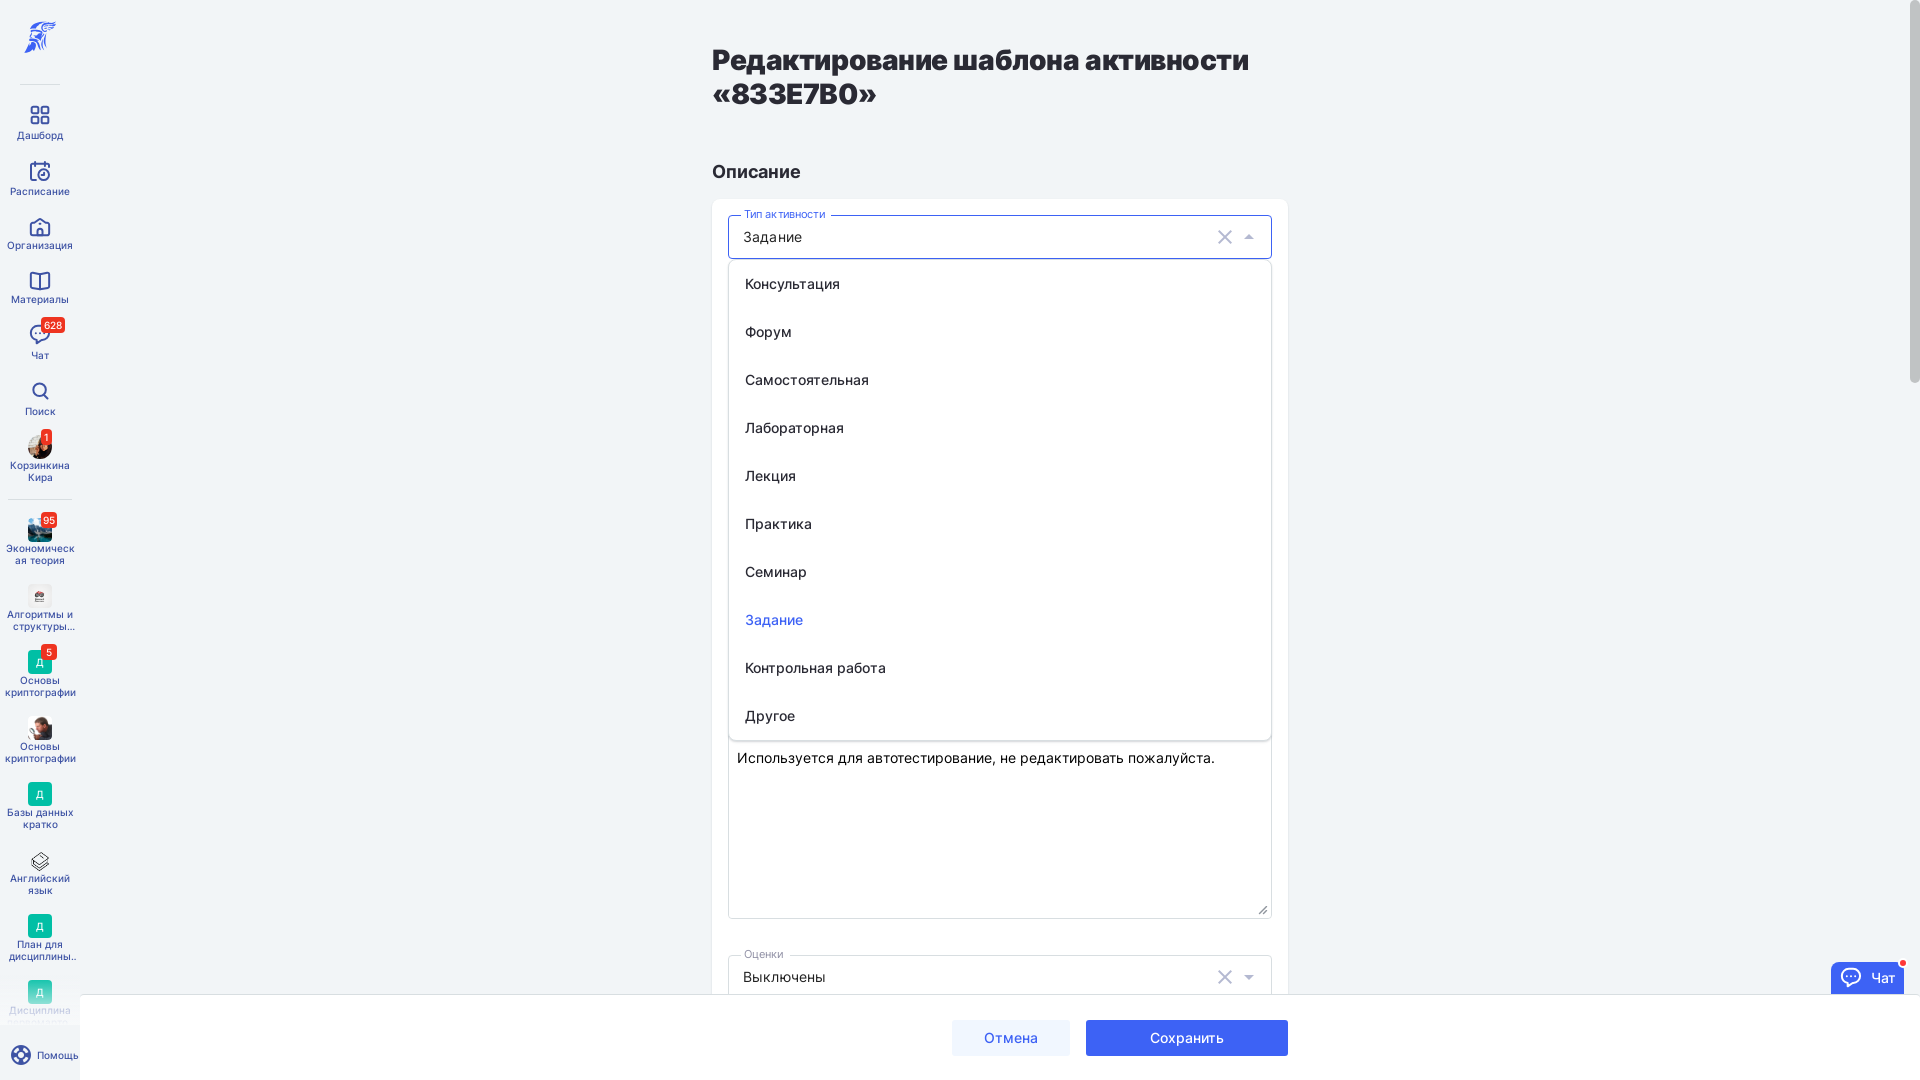 Редактирование шаблона активности
«833E7B0»
Описание
Тип активности
Задание
Консультация
Форум
Самостоятельная
Лабораторная
Лекция
Практика
Семинар
Задание
Контрольная работа
Другое
Используется для автотестирование, не редактировать пожалуйста.
Оценки
Выключены
Отмена
Сохранить
Чат
Дашборд
Расписание
Организация
Материалы
628
Чат
Поиск
1
Корзинкина
Кира
95
Экономическ
ая теория
Алгоритмы и
структуры...
5
Д
Основы
криптографии
Основы
криптографии
Д
Базы данных
кратко
Английский
язык
Д
План для
дисциплины..
Д
Дисциплина
Помощь